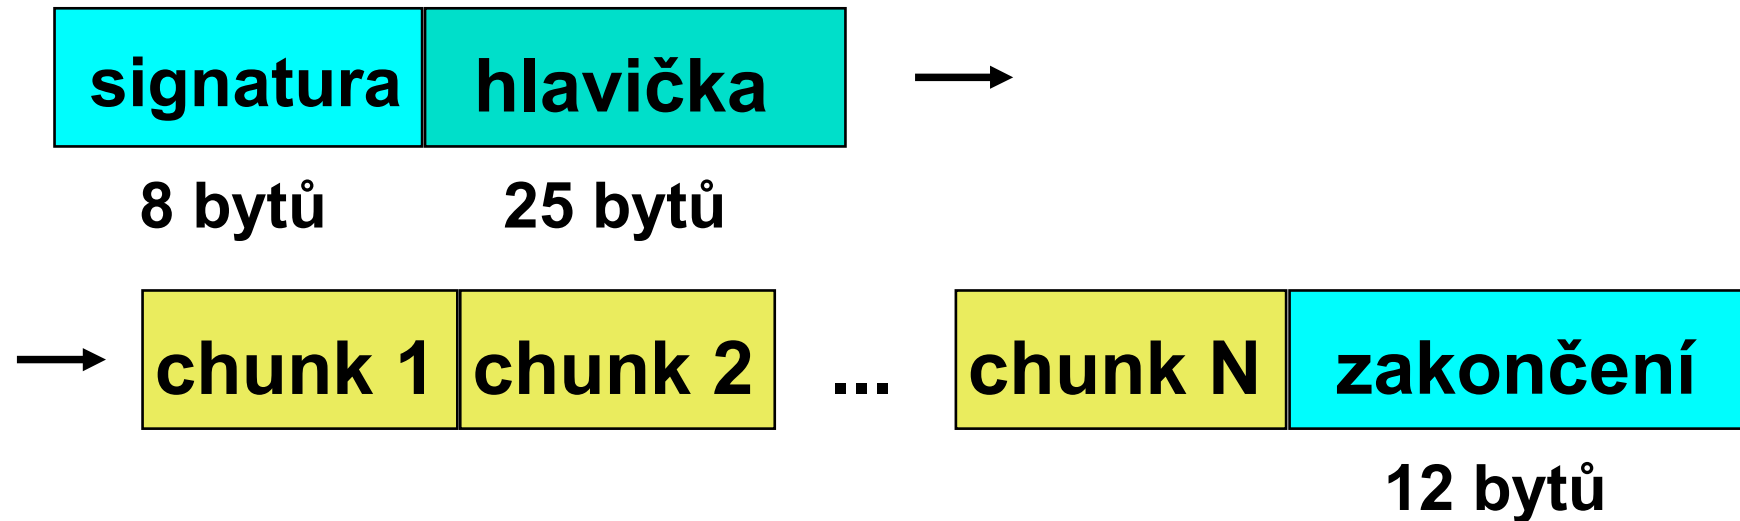 signatura hlavička
8 bytů 25 bytů
chunk 1 chunk 2 ... chunk N zakončení
12 bytů